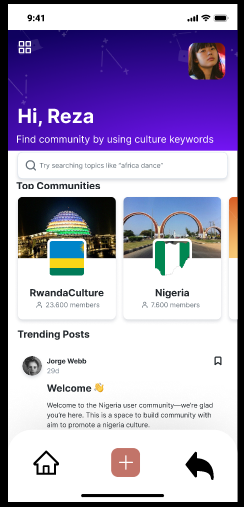 9:41
Hi, Reza
Find community by using culture keywords
Try searching topics like "africa dance"
Top Communities
RwandaCulture
Nigeria
23.600 members
7.600 members
Trending Posts
Jorge Webb
29d
Welcome 👋
Welcome to the Nigeria user community—we're glad
you're here. This is a space to build community with
aim to promote a nigeria culture.